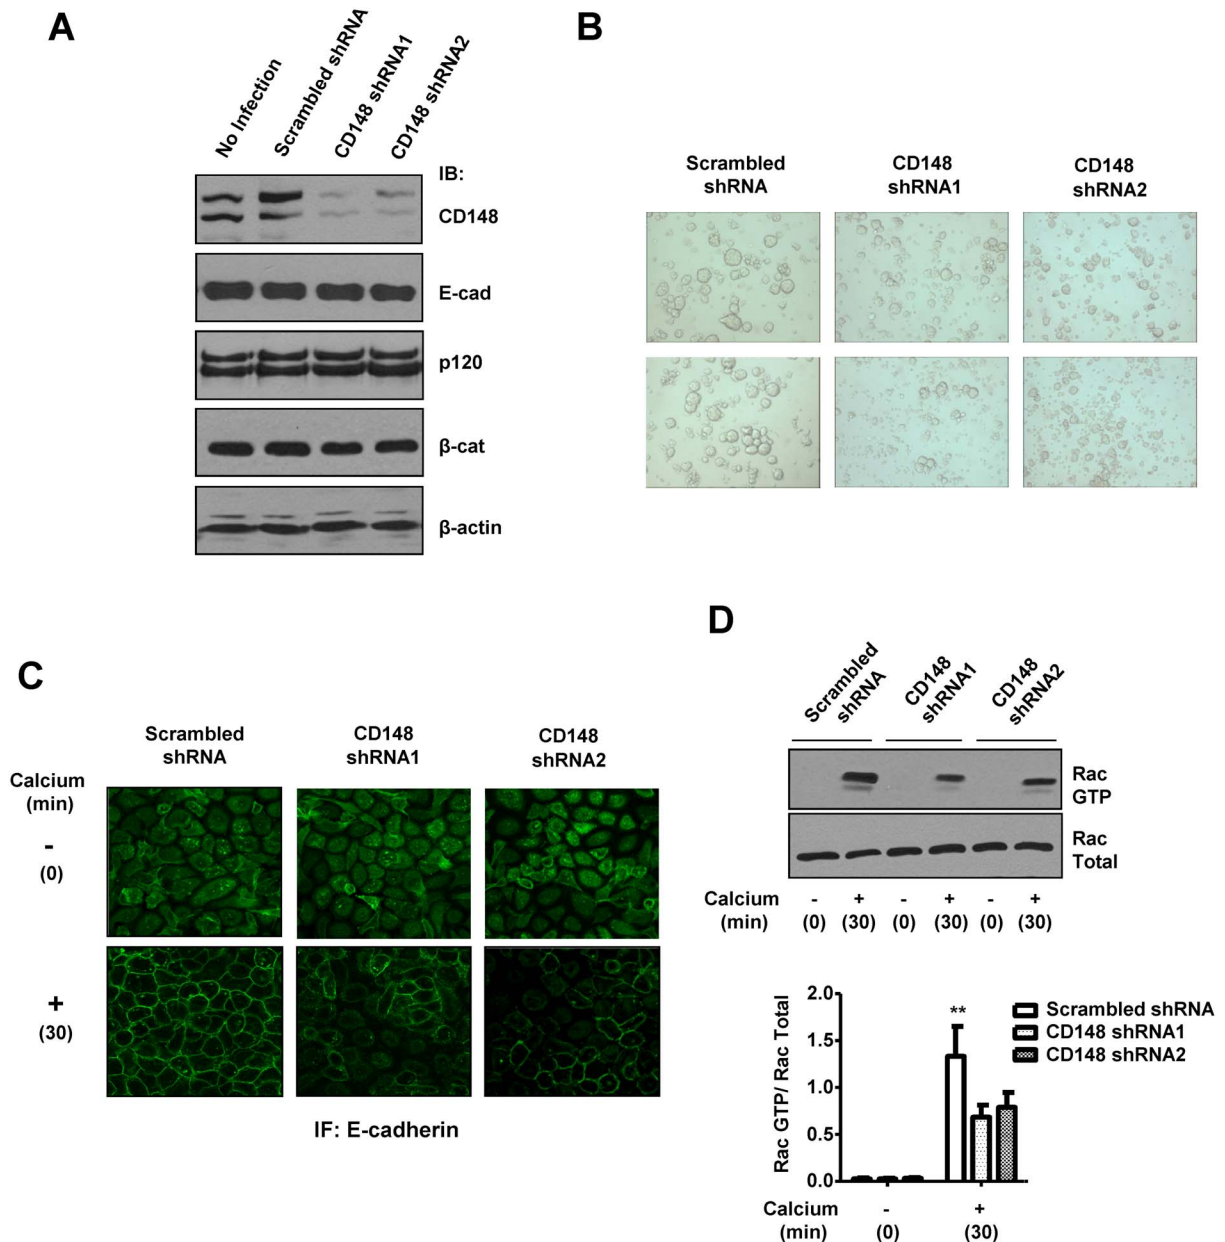 A
No Infection
Scrambled shRNA
CD148 shRNA1
CD148 shRNA2
IB:
CD148
E-cad
p120
β-cat
β-actin
B
Scrambled
shRNA
CD148
shRNA1
CD148
shRNA2
C
Scrambled
shRNA
CD148
shRNA1
CD148
shRNA2
Calcium
(min)
-
(0)
+
(30)
IF: E-cadherin
D
Scrambled
shRNA
CD148
shRNA1
CD148
shRNA2
Rac
GTP
Rac
Total
Calcium - + - + - +
(min) (0) (30) (0) (30) (0) (30)
Rac GTP/ Rac Total
2.0
1.5
1.0
0.5
0.0
**
Scrambled shRNA
CD148 shRNA1
CD148 shRNA2
Calcium - +
(min) (0) (30)